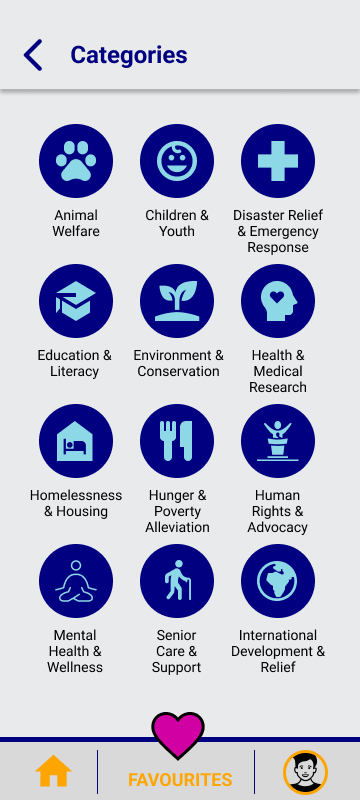 Categories
Animal
Welfare
Children &
Youth
Disaster Relief
& Emergency
Response
Education &
Literacy
Environment &
Conservation
Health &
Medical
Research
Homelessness
& Housing
Hunger &
Poverty
Alleviation
Human
Rights &
Advocacy
Mental
Health &
Wellness
Senior
Care &
Support
International
Development &
Relief
FAVOURITES